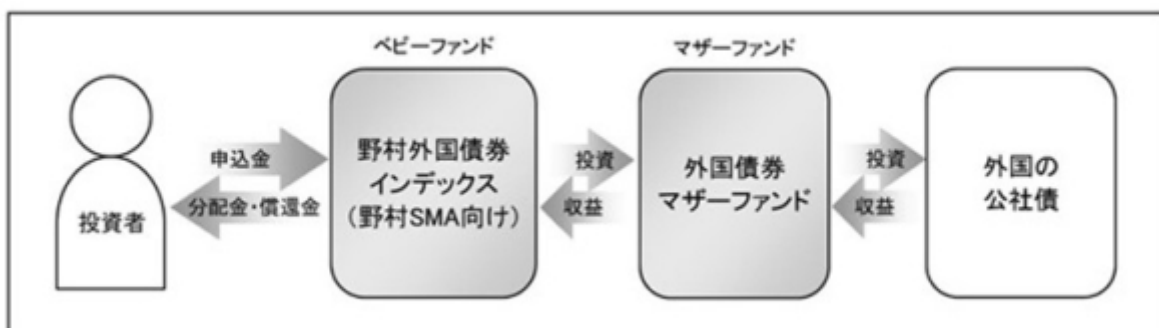 ベビーファンド
マザーファンド
申込金
分配金・償還金
投資者
野村外国債券
インデックス
(野村SMA向け)
投資
収益
外国債券
マザーファンド
投資
収益
外国の
公社債